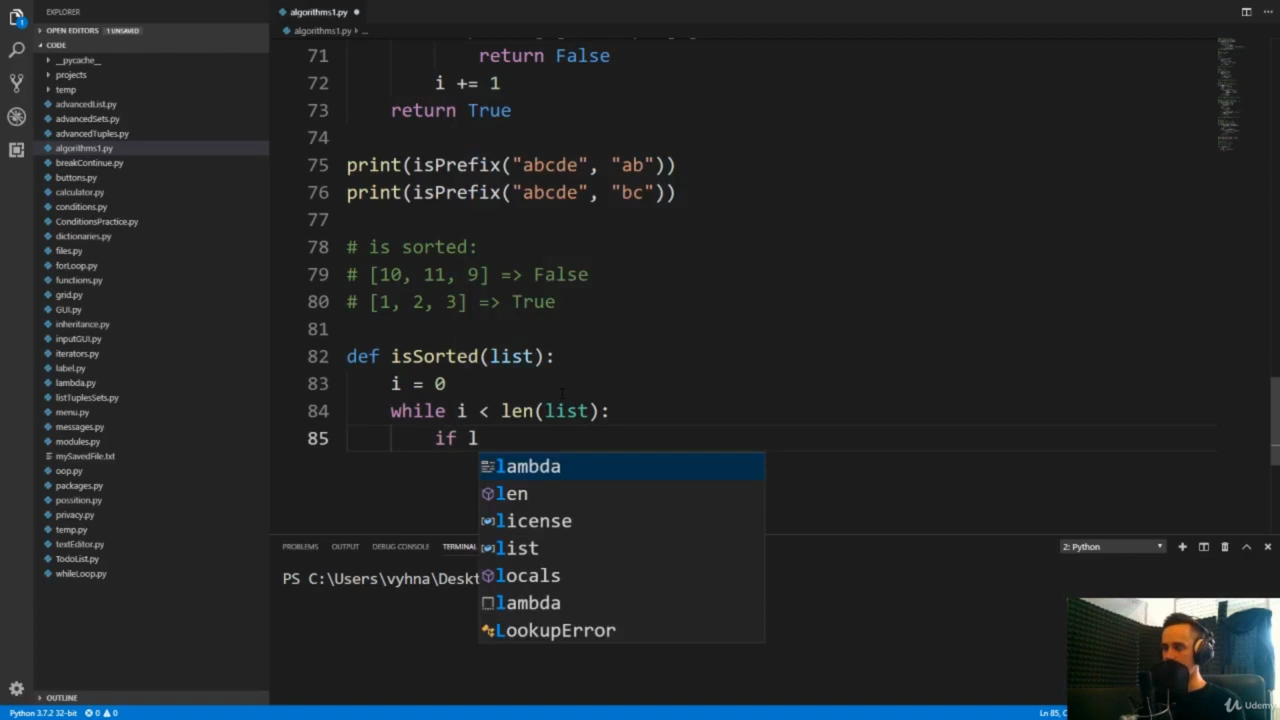 EXPLORER
OPEN EDITORS 1 UNSAVED
CODE
__pycache__
projects
temp
advancedList.py
advancedSets.py
advancedTuples.py
algorithms1.py
breakContinue.py
buttons.py
calculator.py
conditions.py
ConditionsPractice.py
dictionaries.py
files.py
forLoop.py
functions.py
grid.py
GUI.py
inheritance.py
inputGUI.py
iterators.py
label.py
lambda.py
listTuplesSets.py
menu.py
messages.py
modules.py
mySavedFile.txt
oop.py
packages.py
possition.py
privacy.py
temp.py
textEditor.py
TodoList.py
whileLoop.py
OUTLINE
algorithms1.py
algorithms1.py > ...
71 return False
72 i += 1
73 return True
74
75 print(isPrefix("abcde", "ab"))
76 print(isPrefix("abcde", "bc"))
77
78 # is sorted:
79 # [10, 11, 9] => False
80 # [1, 2, 3] => True
81
82 def isSorted(list):
83 i = 0
84 while i < len(list):
85 if l
lambda
len
license
list
locals
lambda
LookupError
PROBLEMS OUTPUT DEBUG CONSOLE TERMINAL 2: Python
PS C:\Users\vyhna\Deskt
Python 3.7.2 32-bit 0 0 Ln 85,
Udemy